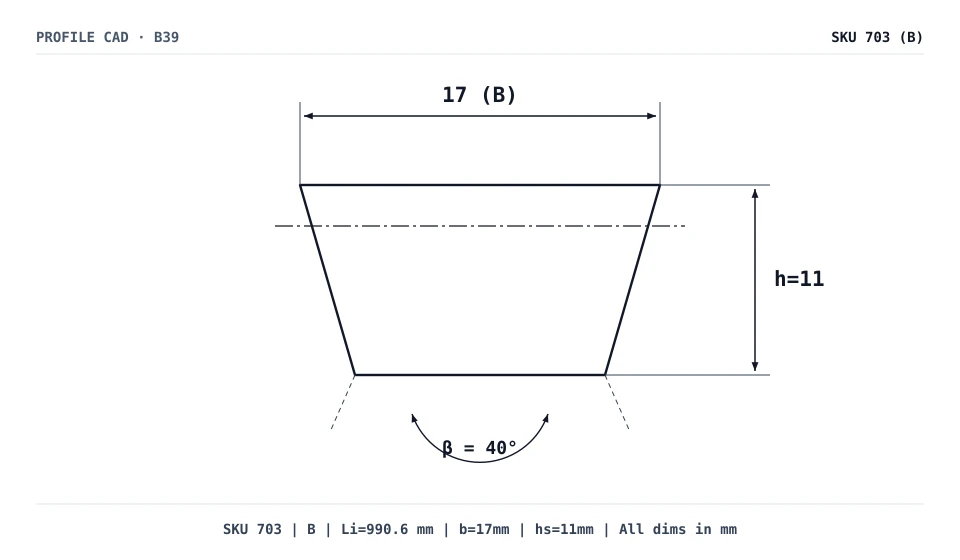 PROFILE CAD · B39
SKU 703 (B)
17 (B)
h=11
β = 40°
SKU 703 | B | Li=990.6 mm | b=17mm | hs=11mm | All dims in mm